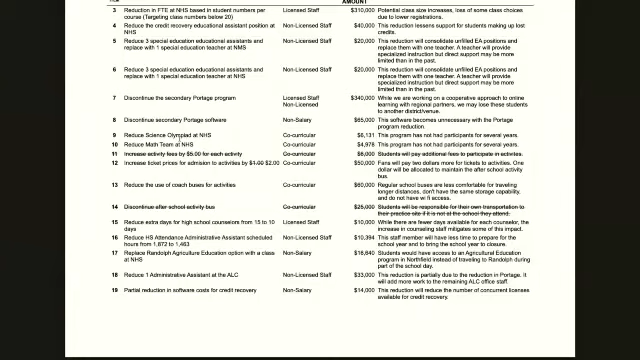 AMOUNT
3 Reduction in FTE at NHS based in student numbers per Licensed Staff $310,000 Potential class size increases, loss of some class choices
course (Targeting class numbers below 20) due to lower registrations.
4 Reduce the credit recovery educational assistant position at Non-Licensed Staff $40,000 This reduction lessens support for students making up lost
NHS credits.
5 Reduce 3 special education educational assistants and Non-Licensed Staff $20,000 This reduction will consolidate unfilled EA positions and
replace with 1 special education teacher at NMS replace them with one teacher. A teacher will provide
specialized instruction but direct support may be more
limited than in the past.
6 Reduce 3 special education educational assistants and Non-Licensed Staff $20,000 This reduction will consolidate unfilled EA positions and
replace with 1 special education teacher at NHS replace them with one teacher. A teacher will provide
specialized instruction but direct support may be more
limited than in the past.
7 Discontinue the secondary Portage program Licensed Staff $340,000 While we are working on a cooperative approach to online
Non-Licensed learning with regional partners, we may lose these students
to another district/venue.
8 Discontinue secondary Portage software Non-Salary $65,000 This software becomes unnecessary with the Portage
Program reduction.
9 Reduce Science Olympiad at NHS Co-curricular $6,131 This program has not had participants for several years.
10 Reduce Math Team at NHS Co-curricular $4,978 This program has not had participants for several years.
11 Increase activity fees by $5.00 for each activity Co-curricular $6,000 Students will pay additional fees to participate in activities.
12 Increase ticket prices for admission to activities by $1.00 $2.00 Co-curricular $50,000 Fans will pay two dollars more for tickets to activities. One
dollar will be allocated to maintain the after school activity
bus.
13 Reduce the use of coach buses for activities Co-curricular $60,000 Regular school buses are less comfortable for traveling
longer distances, don't have the same storage capability,
and do not have wi fi access.
14 Discontinue after school activity bus Co-curricular $25,000 Students will be responsible for their own transportation to
their practice site if it is not at the school they attend.
15 Reduce extra days for high school counselors from 15 to 10 Licensed Staff $10,000 While there are fewer days available for each counselor, the
days increase in counseling staff mitigates some of this impact.
16 Reduce HS Attendance Administrative Assistant scheduled Non-Licensed Staff $10,394 This staff member will have less time to prepare for the
hours from 1,872 to 1,463 school year and to bring the school year to closure.
17 Replace Randolph Agriculture Education option with a class Non-Salary $18,640 Students would have access to an Agricultural Education
at NHS program in Northfield instead of traveling to Randolph during
part of the school day.
18 Reduce 1 Administrative Assistant at the ALC Non-Licensed Staff $33,000 This reduction is partially due to the reduction in Portage. It
will add more work to the remaining ALC office staff.
19 Partial reduction in software costs for credit recovery Non-Salary $14,000 This reduction will reduce the number of concurrent licenses
available for credit recovery.